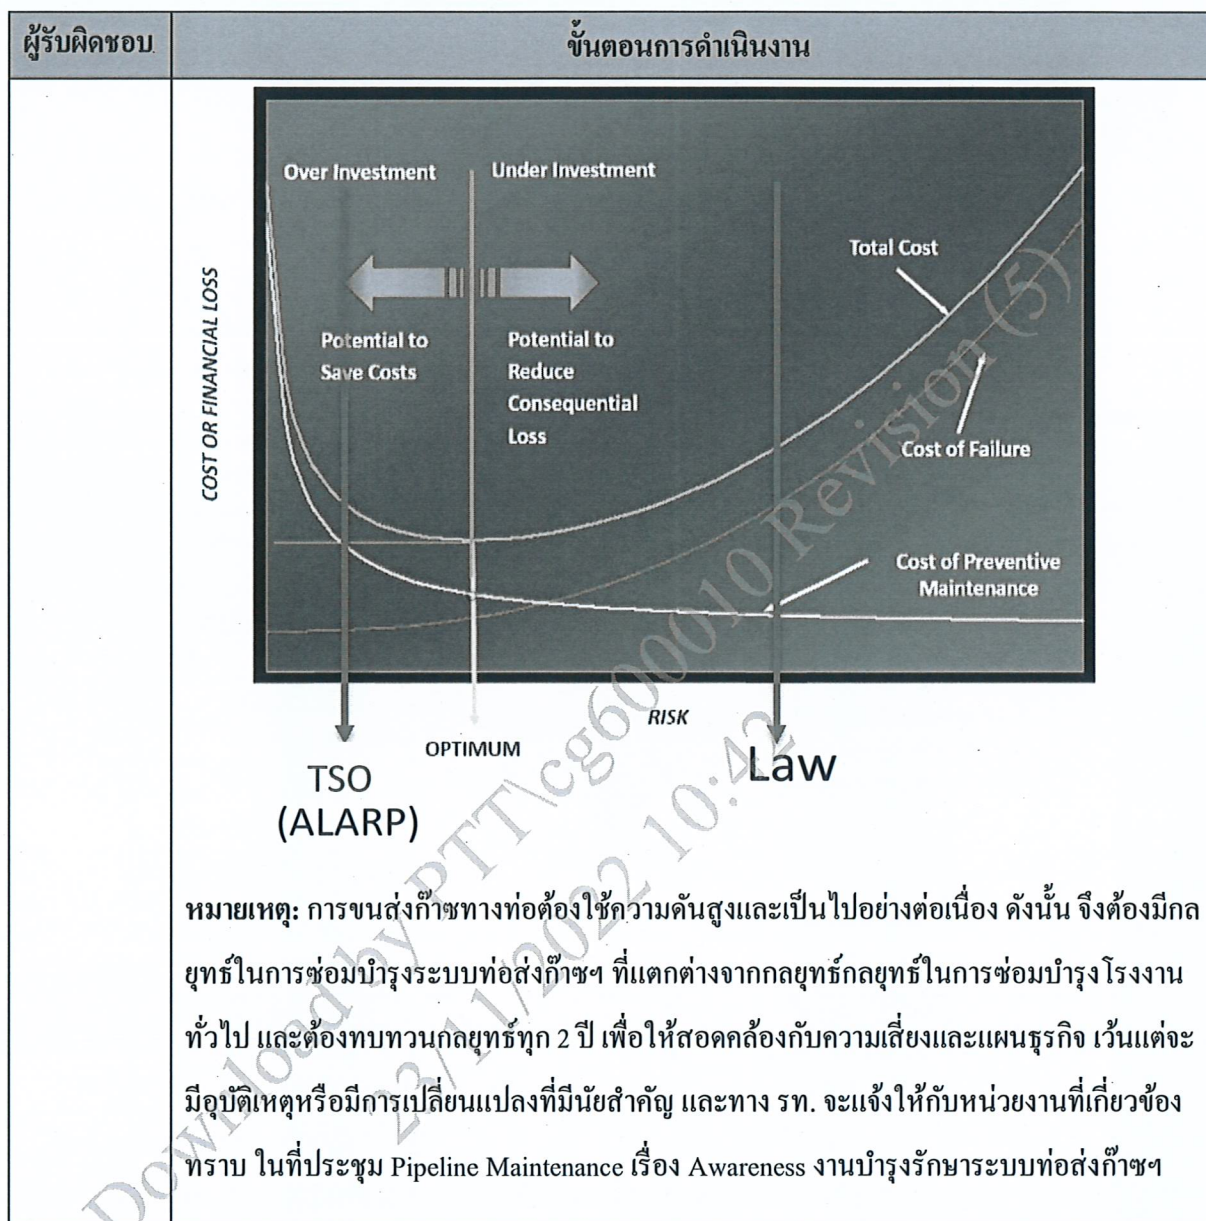 ผู้รับผิดชอบ
ขั้นตอนการดำเนินงาน
Over Investment
Under Investment
Total Cost
Potential to
Save Costs
Potential to
Reduce
Consequential
Loss
COST OR FINANCIAL LOSS
Cost of Failure
Cost of Preventive
Maintenance
RISK
OPTIMUM
TSO
(ALARP)
Law
หมายเหตุ: การขนส่งก๊าซทางท่อต้องใช้ความดันสูงและเป็นไปอย่างต่อเนื่อง ดังนั้น จึงต้องมีกล
ยุทธ์ในการซ่อมบำรุงระบบท่อส่งก๊าซฯ ที่แตกต่างจากกลยุทธ์กลยุทธ์ในการซ่อมบำรุงโรงงาน
ทั่วไป และต้องทบทวนกลยุทธ์ทุก 2 ปี เพื่อให้สอดคล้องกับความเสี่ยงและแผนธุรกิจ เว้นแต่จะ
มีอุบัติเหตุหรือมีการเปลี่ยนแปลงที่มีนัยสำคัญ และทาง รท. จะแจ้งให้กับหน่วยงานที่เกี่ยวข้อง
ทราบ ในที่ประชุม Pipeline Maintenance เรื่อง Awareness งานบำรุงรักษาระบบท่อส่งก๊าซฯ
Download by PTT\cg600010 Revision (5)
23/11/2022 10:42